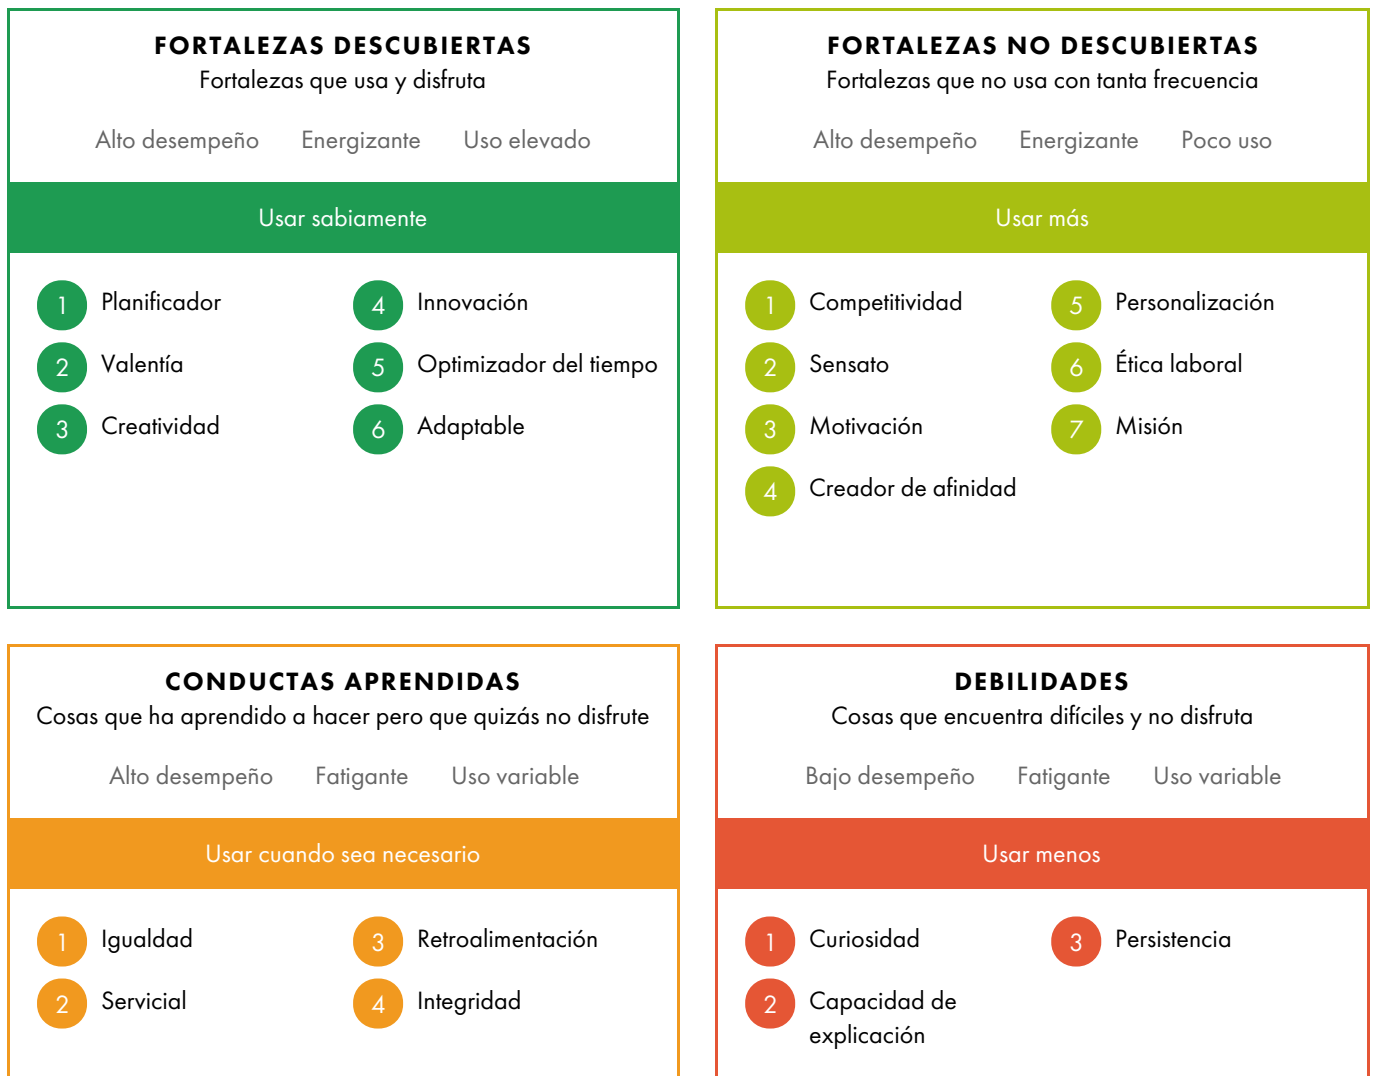 FORTALEZAS DESCUBIERTAS
Fortalezas que usa y disfruta
Alto desempeño Energizante Uso elevado
Usar sabiamente
1 Planificador
2 Valentía
3 Creatividad
4 Innovación
5 Optimizador del tiempo
6 Adaptable
FORTALEZAS NO DESCUBIERTAS
Fortalezas que no usa con tanta frecuencia
Alto desempeño Energizante Poco uso
Usar más
1 Competitividad
2 Sensato
3 Motivación
4 Creador de afinidad
5 Personalización
6 Ética laboral
7 Misión
CONDUCTAS APRENDIDAS
Cosas que ha aprendido a hacer pero que quizás no disfrute
Alto desempeño Fatigante Uso variable
Usar cuando sea necesario
1 Igualdad
2 Servicial
3 Retroalimentación
4 Integridad
DEBILIDADES
Cosas que encuentra difíciles y no disfruta
Bajo desempeño Fatigante Uso variable
Usar menos
1 Curiosidad
2 Capacidad de
explicación
3 Persistencia